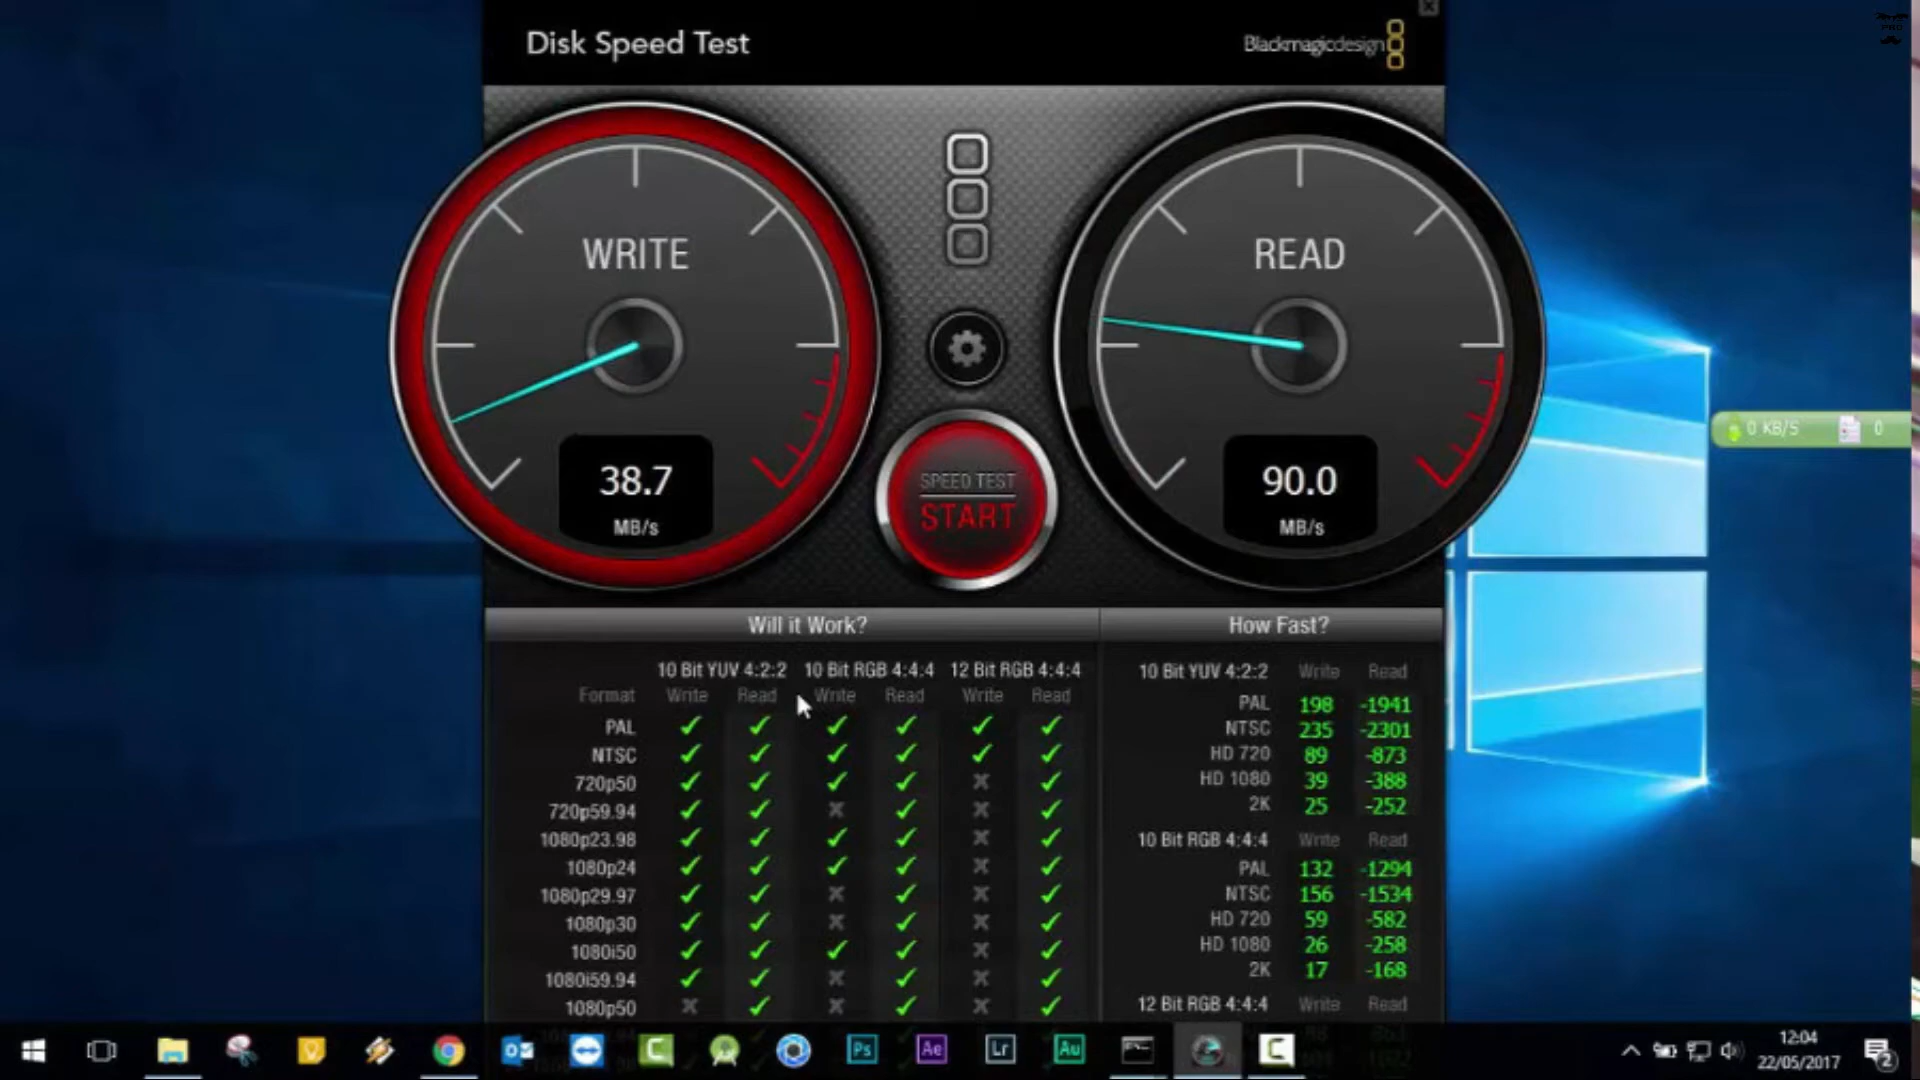 Disk Speed Test
Blackmagicdesign
PRO
WRITE
READ
38.7
MB/s
SPEED TEST
START
90.0
MB/s
0 KB/S 0
Will it Work?
How Fast?
10 Bit YUV 4:2:2 10 Bit RGB 4:4:4 12 Bit RGB 4:4:4
Format Write Read Write Read Write Read
PAL ✓ ✓ ✓ ✓ ✓ ✓
NTSC ✓ ✓ ✓ ✓ ✓ ✓
720p50 ✓ ✓ ✓ ✓ X ✓
720p59.94 ✓ ✓ X ✓ X ✓
1080p23.98 ✓ ✓ ✓ ✓ X ✓
1080p24 ✓ ✓ ✓ ✓ X ✓
1080p29.97 ✓ ✓ X ✓ X ✓
1080p30 ✓ ✓ X ✓ X ✓
1080i50 ✓ ✓ ✓ ✓ X ✓
1080i59.94 ✓ ✓ X ✓ X ✓
1080p50 X ✓ X ✓ X ✓
10 Bit YUV 4:2:2 Write Read
PAL 198 -1941
NTSC 235 -2301
HD 720 89 -873
HD 1080 39 -388
2K 25 -252
10 Bit RGB 4:4:4 Write Read
PAL 132 -1294
NTSC 156 -1534
HD 720 59 -582
HD 1080 26 -258
2K 17 -168
12 Bit RGB 4:4:4 Write Read
Ps
Ae
Lr
Au
12:04
22/05/2017
2